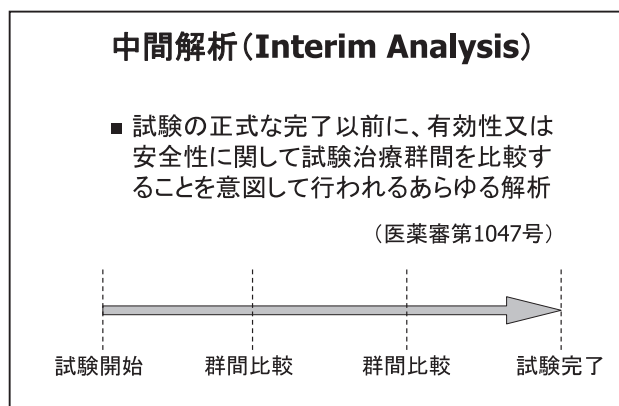 中間解析（Interim Analysis）
■ 試験の正式な完了以前に、有効性又は
安全性に関して試験治療群間を比較す
ることを意図して行われるあらゆる解析
（医薬審第1047号）
試験開始 群間比較 群間比較 試験完了